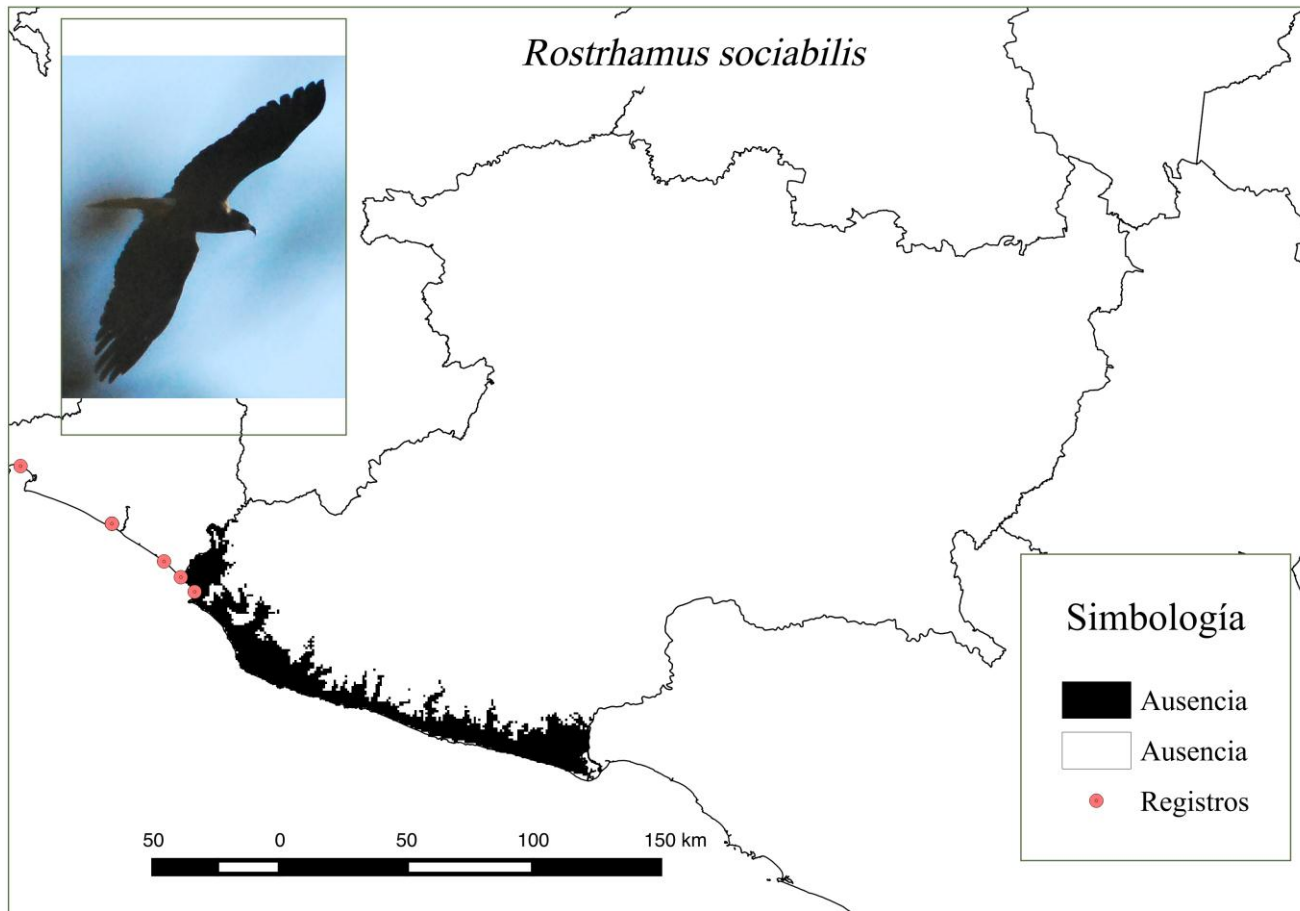 Rostrhamus sociabilis
Simbología
Ausencia
Ausencia
Registros
50 0 50 100 150 km